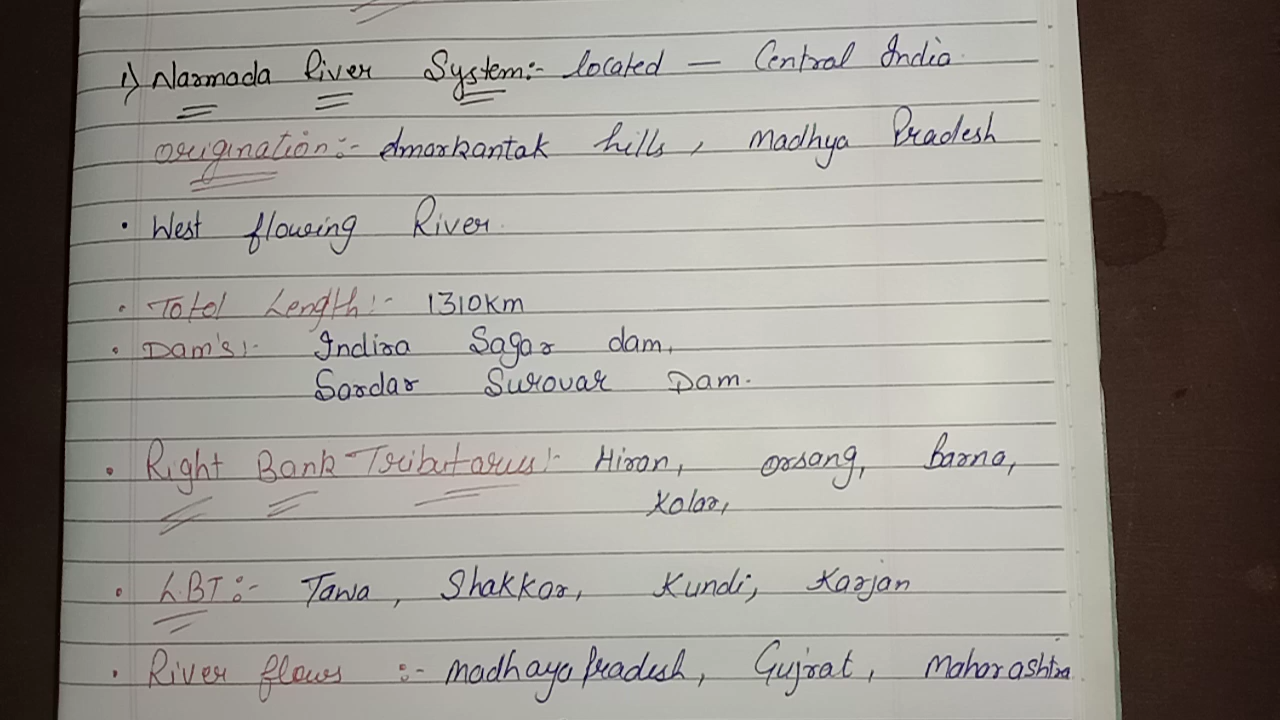 1) Narmada River System:- located - Central India
origination:- Amarkantak hills, Madhya Pradesh
• West flowing River.
• Total Length:- 1310km
• Dam's:- Indira Sagar dam,
Sardar Surovar Dam.
• Right Bank Tributarus:- Hiran, orsang, Barna,
Kolar,
• LBT:- Tawa, Shakkar, Kundi, Karjan
• River flows :- Madhaya Pradesh, Gujrat, Maharashtra